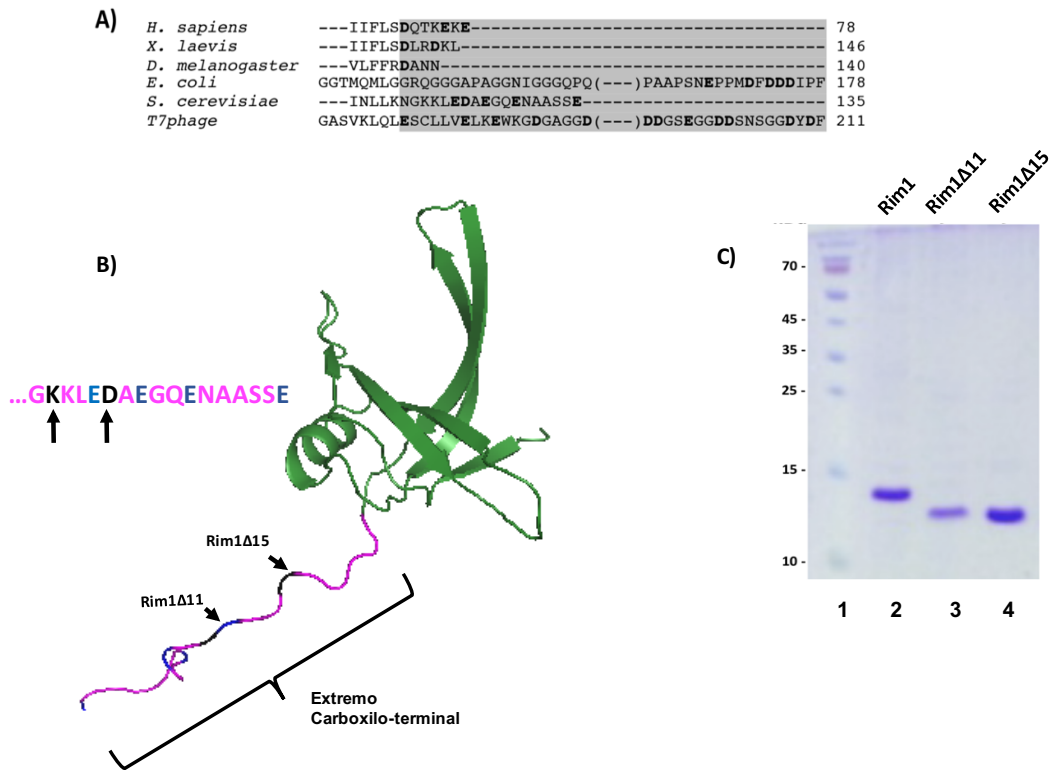 A)
H. sapiens ---IIFLSDQTKEKE------------------------------------ 78
X. laevis ---IIFLSDLRDKL------------------------------------- 146
D. melanogaster ---VLFFRDANN--------------------------------------- 140
E. coli GGTMQMLGGRQGGGAPAGGNIGGGQPQ(---)PAAPSNEPPMDFDDDIPF 178
S. cerevisiae ---INLLKNGKKLEDAEGQENAASSE------------------------- 135
T7phage GASVKLQLESCLLVELKEWKGDGAGGD(---)DDGSEGGDDSNSGGDYDF 211
B)
...GKKLEDAEGQENAASSE
Rim1Δ15
Rim1Δ11
Extremo
Carboxilo-terminal
C)
Rim1
Rim1Δ11
Rim1Δ15
70 -
45 -
35 -
25 -
15 -
10 -
1 2 3 4